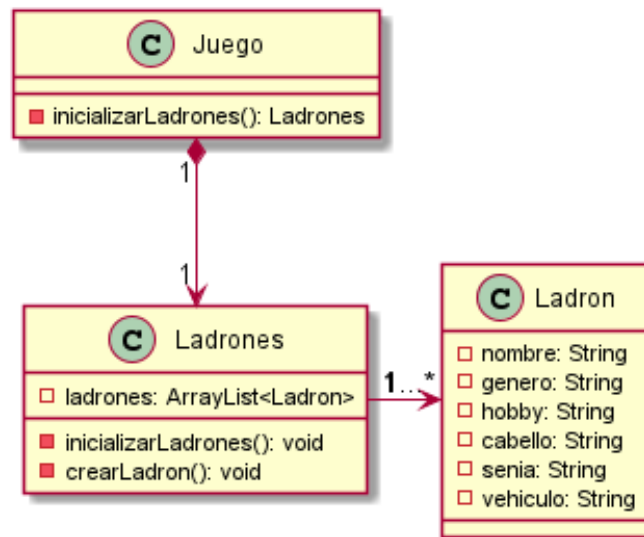 C Juego
inicializarLadrones(): Ladrones
1
1
C Ladrones
ladrones: ArrayList<Ladron>
inicializarLadrones(): void
crearLadron(): void
1...*
C Ladron
nombre: String
genero: String
hobby: String
cabello: String
senia: String
vehiculo: String